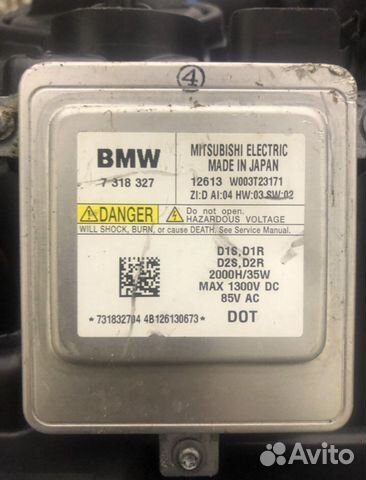 4
BMW
7 318 327
MITSUBISHI ELECTRIC
MADE IN JAPAN
12613 W003T23171
ZI:D AI:04 HW:03 SW:02
DANGER
Do not open.
HAZARDOUS VOLTAGE
WILL SHOCK, BURN, or cause DEATH. See Service Manual.
D1S,D1R
D2S,D2R
2000H/35W
MAX 1300V DC
85V AC
*731832704 4B126130673*
DOT
Avito